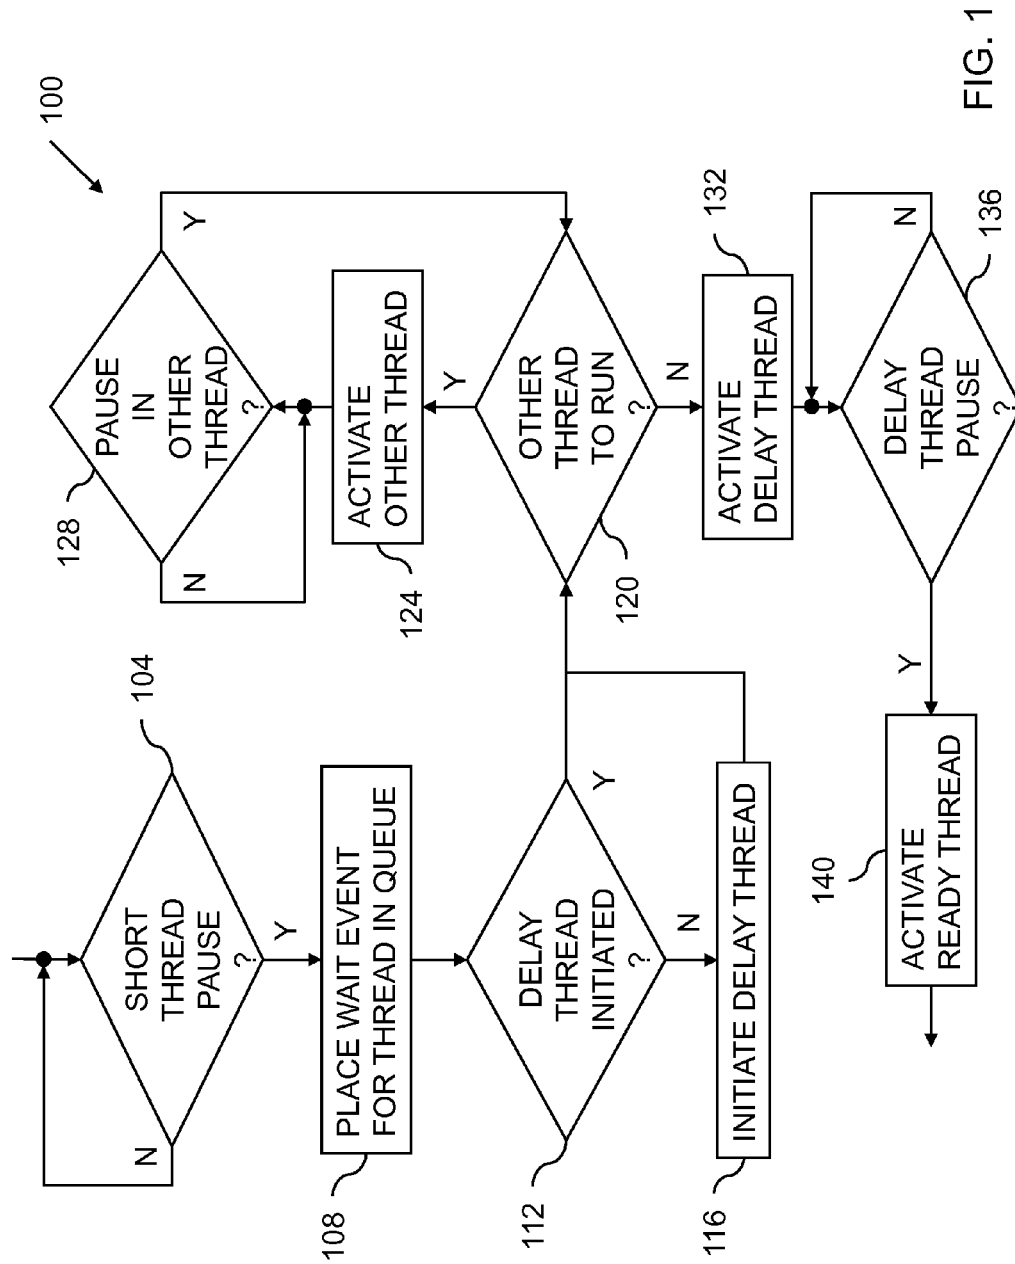 100
104
SHORT
THREAD
PAUSE
?
N
Y
108
PLACE WAIT EVENT
FOR THREAD IN QUEUE
112
DELAY
THREAD
INITIATED
?
Y
N
116
INITIATE DELAY THREAD
128
PAUSE
IN
OTHER
THREAD
?
N
Y
124
ACTIVATE
OTHER THREAD
Y
120
OTHER
THREAD
TO RUN
?
N
132
ACTIVATE
DELAY THREAD
136
DELAY
THREAD
PAUSE
?
N
Y
140
ACTIVATE
READY THREAD
FIG. 1